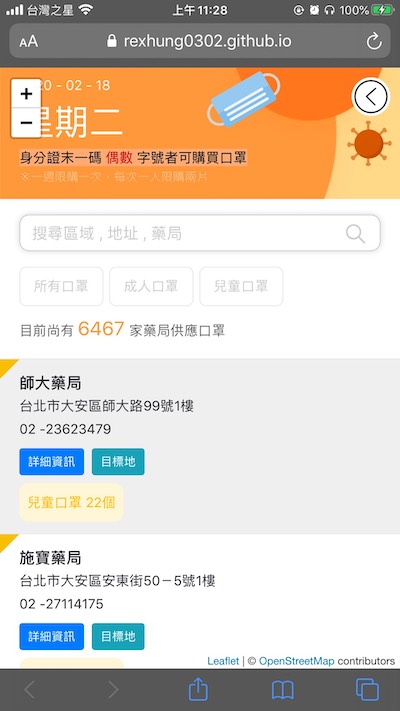 台灣之星
上午 11:28
100%
AA
rexhung0302.github.io
+
20 - 02 - 18
−
星期二
身分證末一碼 偶數 字號者可購買口罩
※一週限購一次，每次一人限購兩片
搜尋區域 , 地址 , 藥局
所有口罩
成人口罩
兒童口罩
目前尚有 6467 家藥局供應口罩
師大藥局
台北市大安區師大路99號1樓
02 -23623479
詳細資訊
目標地
兒童口罩 22個
施寶藥局
台北市大安區安東街50－5號1樓
02 -27114175
詳細資訊
目標地
Leaflet | © OpenStreetMap contributors